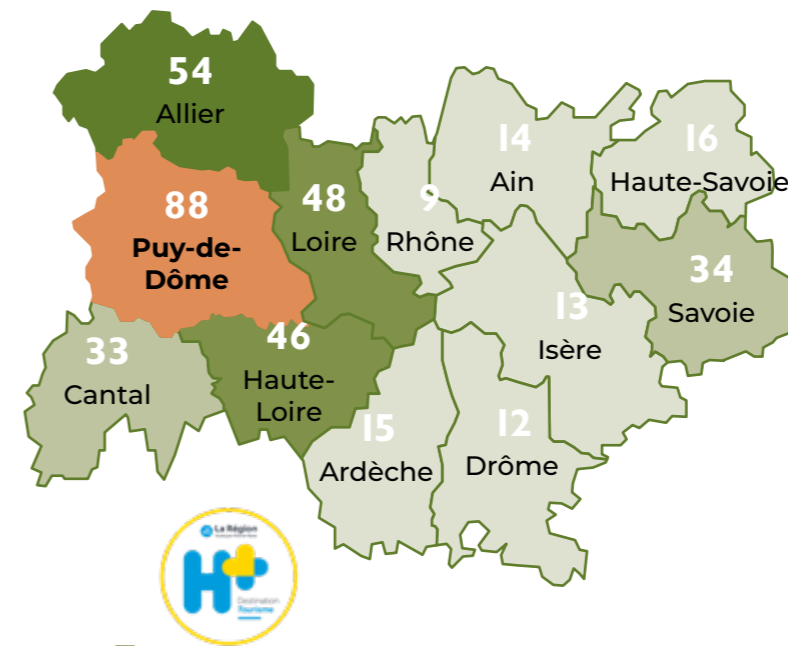 54
Allier
14
Ain
16
Haute-Savoie
88
Puy-de-
Dôme
48
Loire
9
Rhône
34
Savoie
33
Cantal
46
Haute-
Loire
13
Isère
15
Ardèche
12
Drôme
La Région
H+
Destination
Tourisme